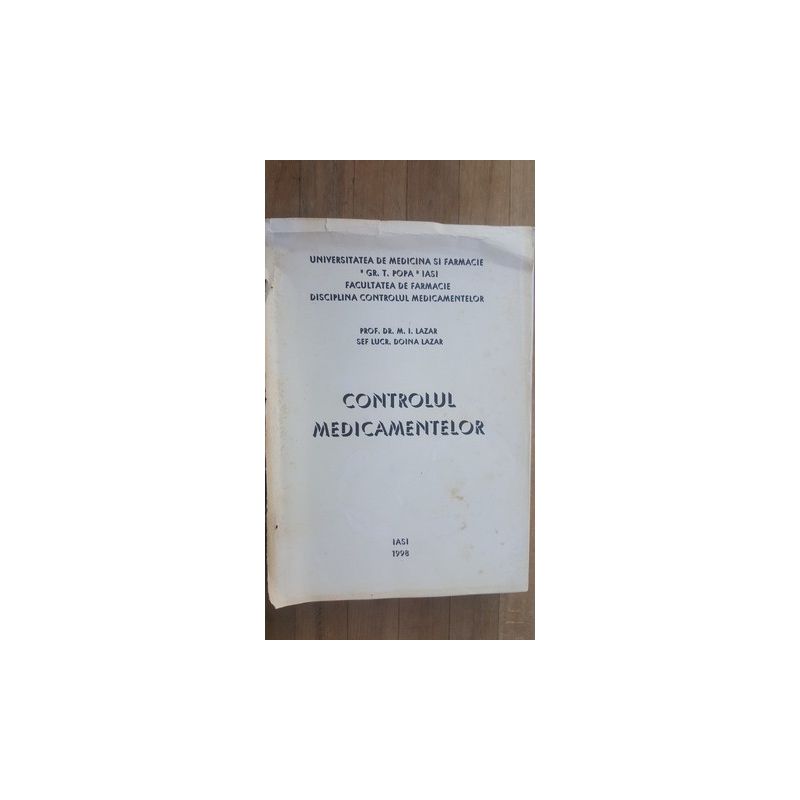 UNIVERSITATEA DE MEDICINA SI FARMACIE
" GR. T. POPA " IASI
FACULTATEA DE FARMACIE
DISCIPLINA CONTROLUL MEDICAMENTELOR
PROF. DR. M. I. LAZAR
SEF LUCR. DOINA LAZAR
CONTROLUL
MEDICAMENTELOR
IASI
1998